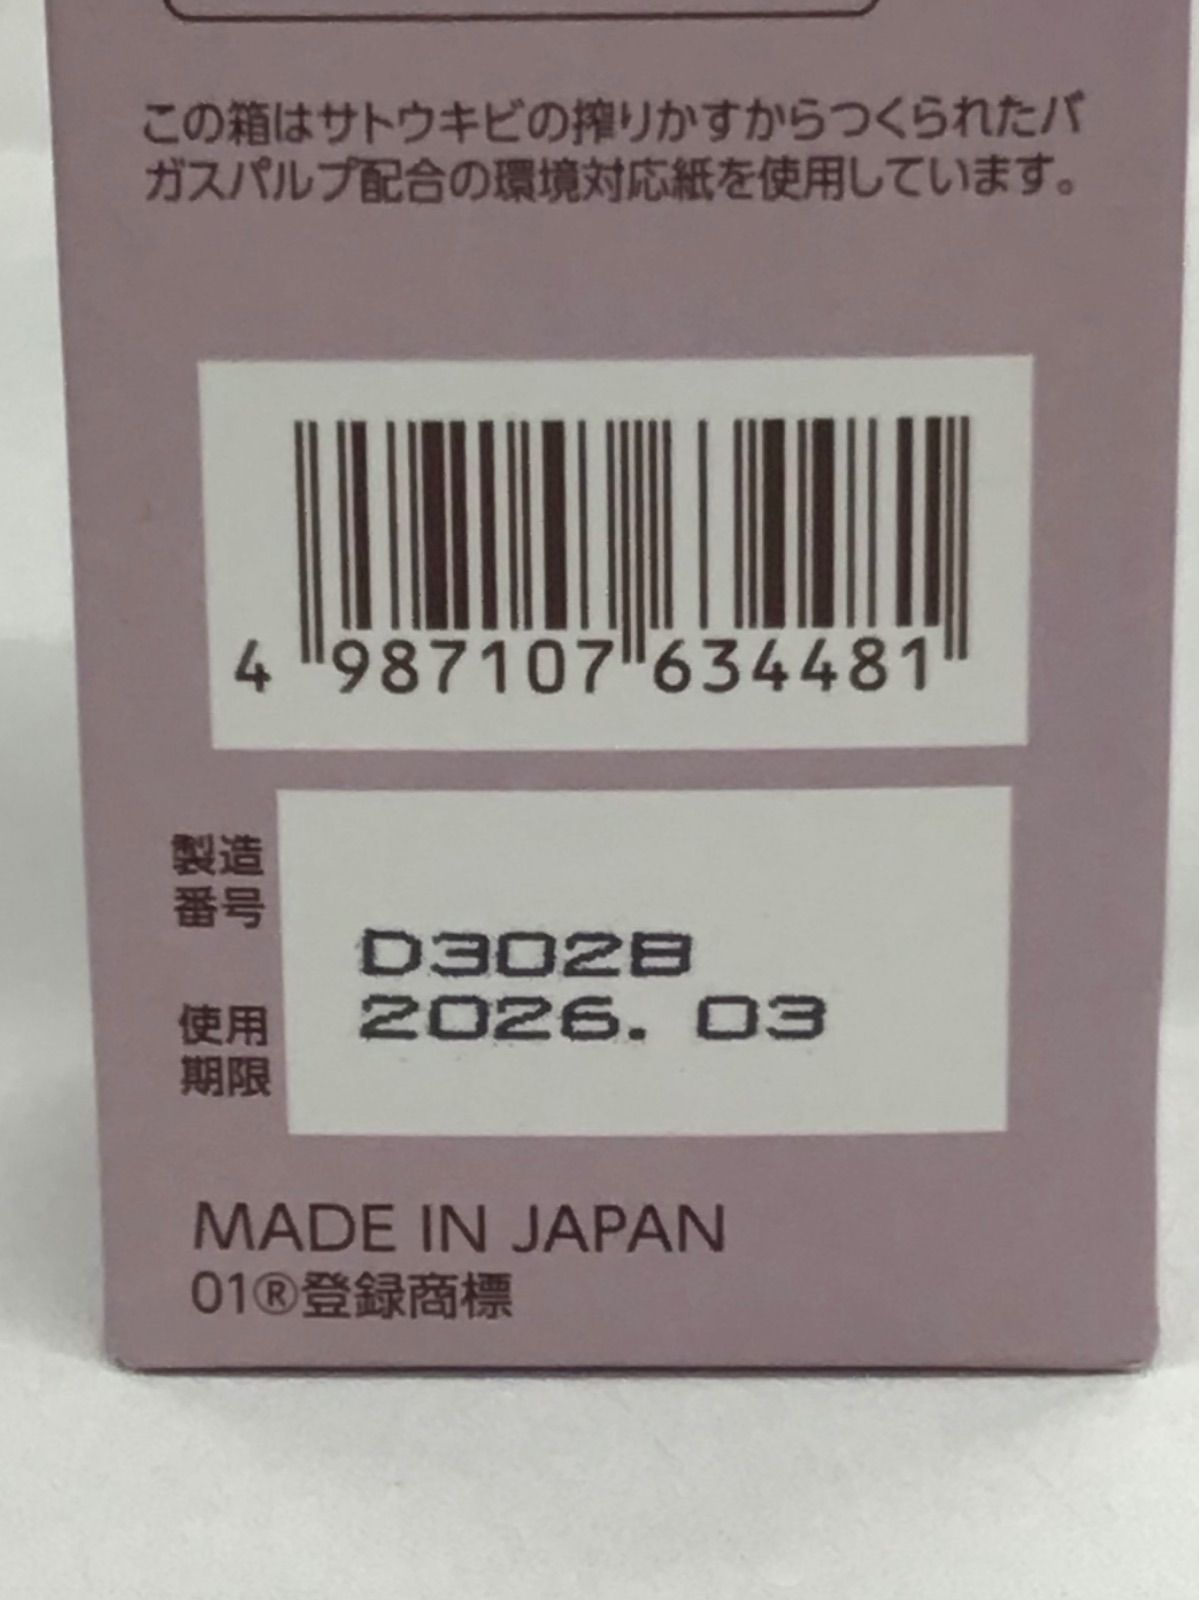 この箱はサトウキビの搾りかすからつくられたバ
ガスパルプ配合の環境対応紙を使用しています。
4 987107 634481
製造
番号
D302B
使用
期限
2026. 03
MADE IN JAPAN
01®登録商標